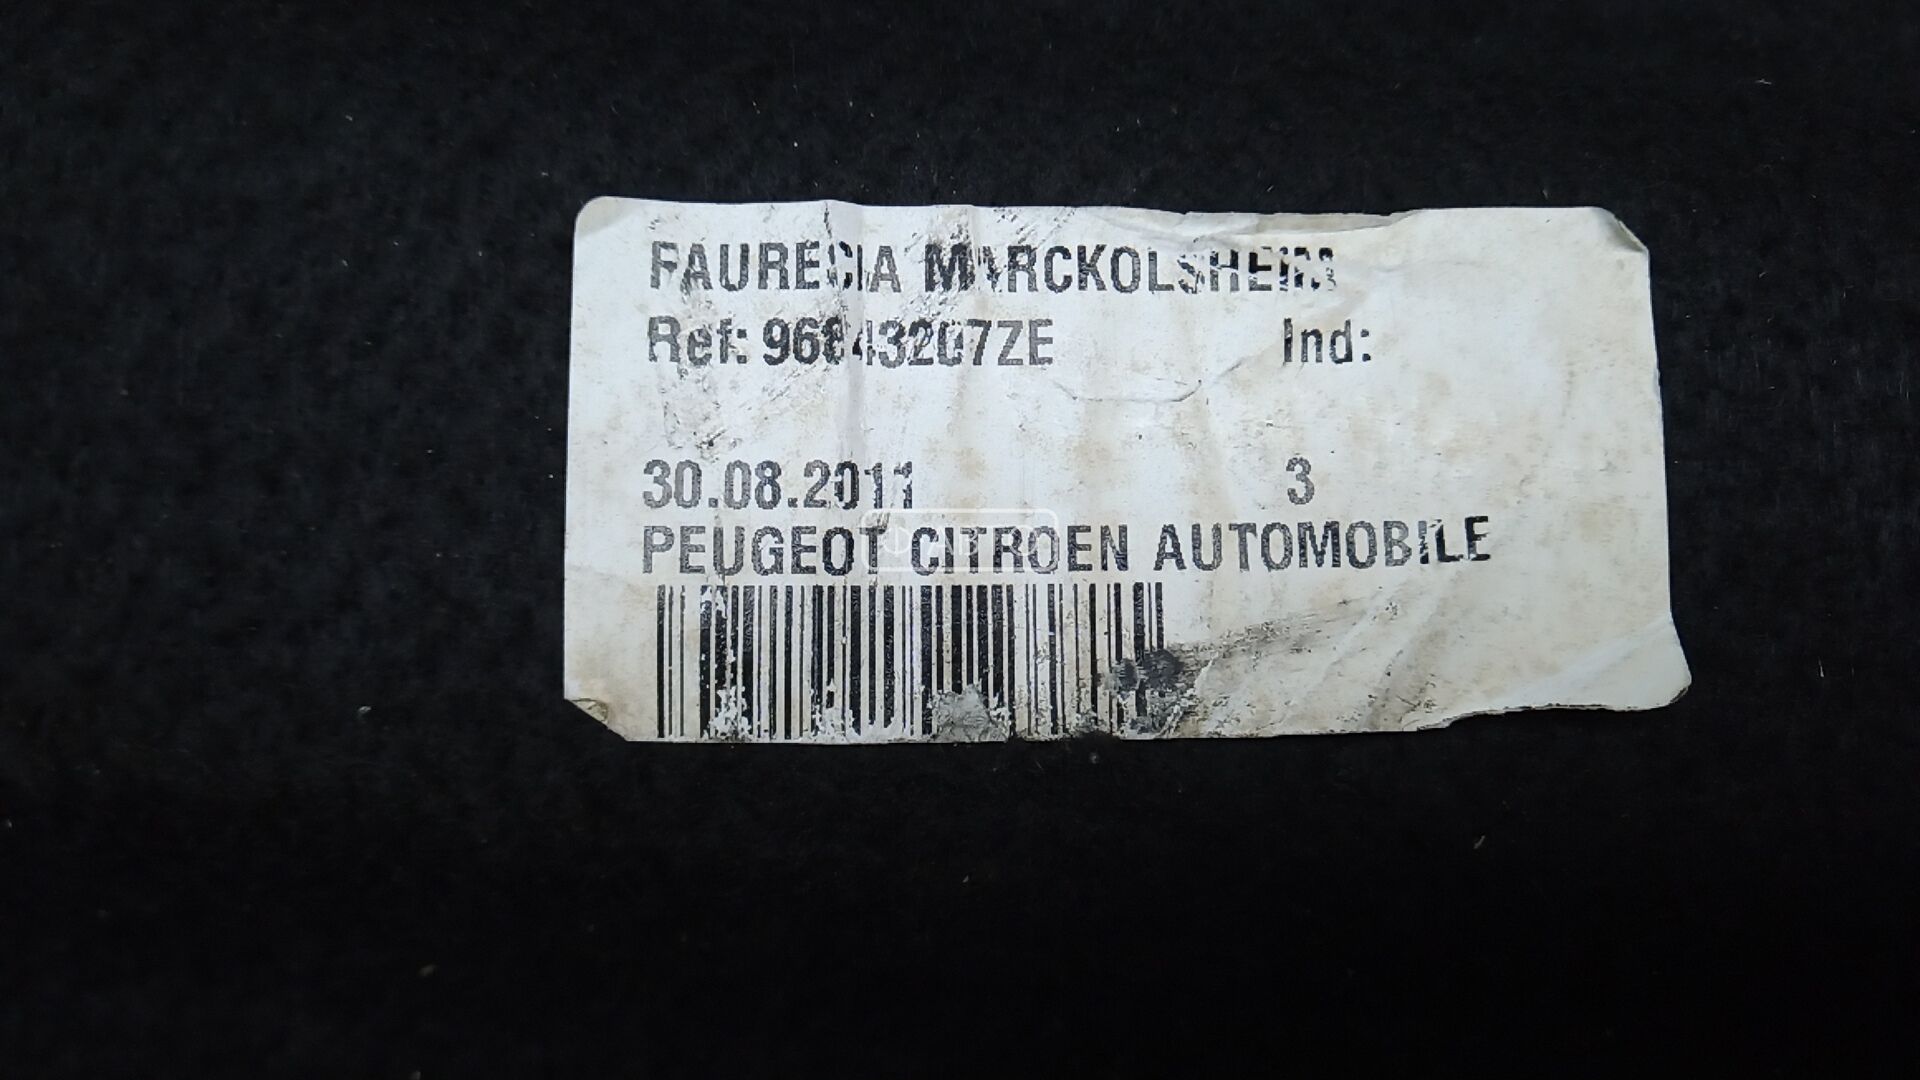 FAURECIA MARCKOLSHEIM
Ref: 96843207ZE Ind:
30.08.2011 3
PEUGEOT CITROEN AUTOMOBILE